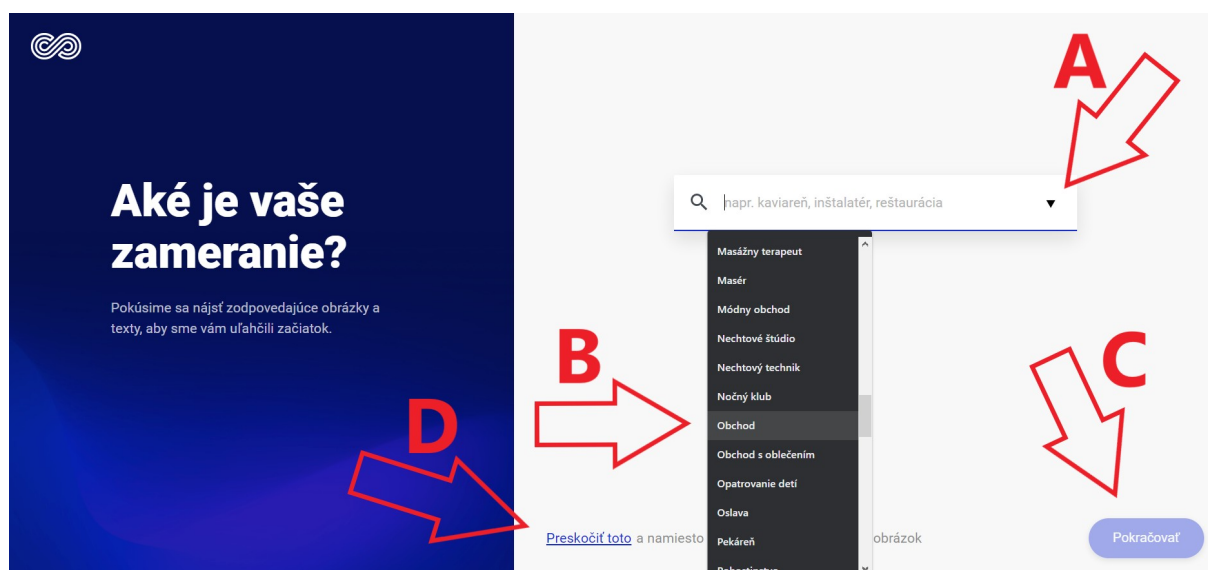 Aké je vaše
zameranie?
Pokúsime sa nájsť zodpovedajúce obrázky a
texty, aby sme vám uľahčili začiatok.
A
napr. kaviareň, inštalatér, reštaurácia
Masážny terapeut
Masér
Módny obchod
Nechtové štúdio
Nechtový technik
Nočný klub
Obchod
Obchod s oblečením
Opatrovanie detí
Oslava
Pekáreň
B
C
D
Preskočiť toto a namiesto
obrázok
Pokračovať